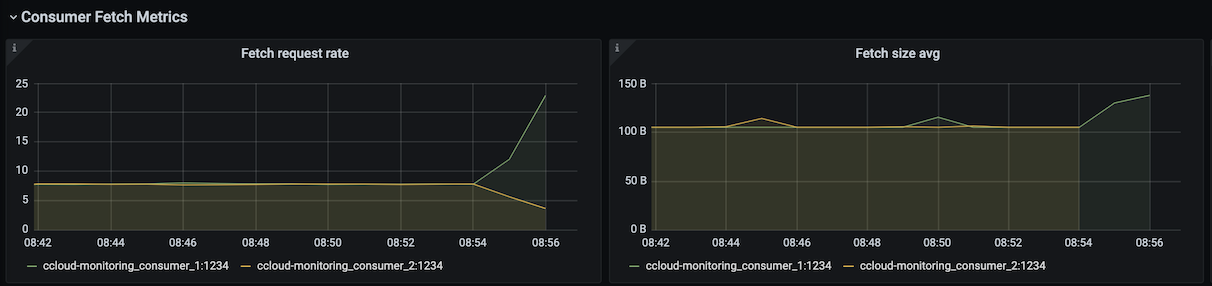 Consumer Fetch Metrics
i
Fetch request rate
25
20
15
10
5
0
08:42 08:44 08:46 08:48 08:50 08:52 08:54 08:56
ccloud-monitoring_consumer_1:1234 ccloud-monitoring_consumer_2:1234
i
Fetch size avg
150 B
100 B
50 B
0 B
08:42 08:44 08:46 08:48 08:50 08:52 08:54 08:56
ccloud-monitoring_consumer_1:1234 ccloud-monitoring_consumer_2:1234